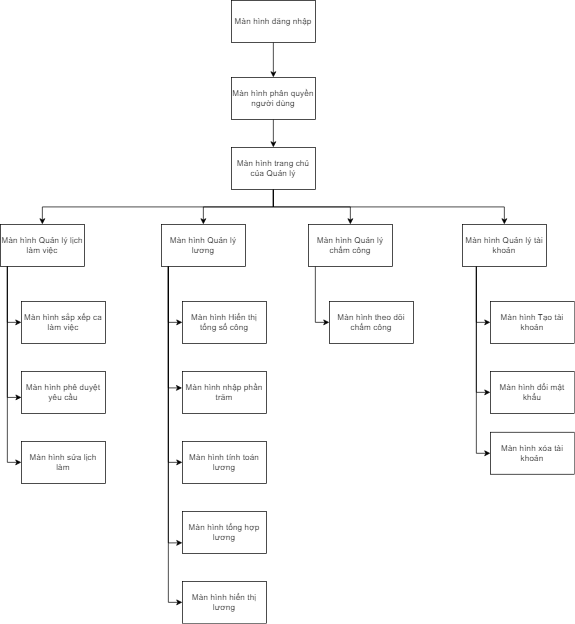 Màn hình đăng nhập
Màn hình phân quyền
người dùng
Màn hình trang chủ
của Quản lý
Màn hình Quản lý lịch
làm việc
Màn hình Quản lý
lương
Màn hình Quản lý
chấm công
Màn hình Quản lý tài
khoản
Màn hình sắp xếp ca
làm việc
Màn hình Hiển thị
tổng số công
Màn hình theo dõi
chấm công
Màn hình Tạo tài
khoản
Màn hình phê duyệt
yêu cầu
Màn hình nhập phần
trăm
Màn hình đổi mật
khẩu
Màn hình sửa lịch
làm
Màn hình tính toán
lương
Màn hình xóa tài
khoản
Màn hình tổng hợp
lương
Màn hình hiển thị
lương